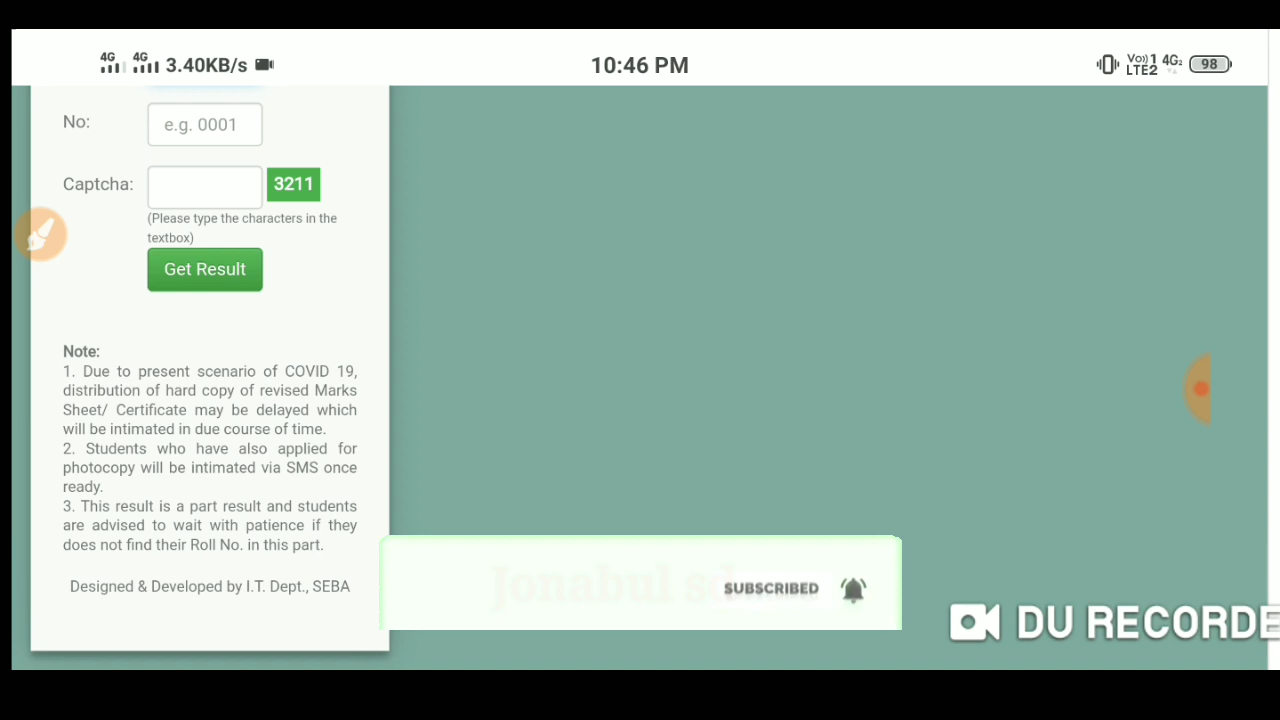 4G 4G 3.40KB/s 10:46 PM Vo)) 1 LTE2 4G2 98
No: e.g. 0001
Captcha: 3211
(Please type the characters in the
textbox)
Get Result
Note:
1. Due to present scenario of COVID 19,
distribution of hard copy of revised Marks
Sheet/ Certificate may be delayed which
will be intimated in due course of time.
2. Students who have also applied for
photocopy will be intimated via SMS once
ready.
3. This result is a part result and students
are advised to wait with patience if they
does not find their Roll No. in this part.
Designed & Developed by I.T. Dept., SEBA
Jonabul
SUBSCRIBED
DU RECORDE